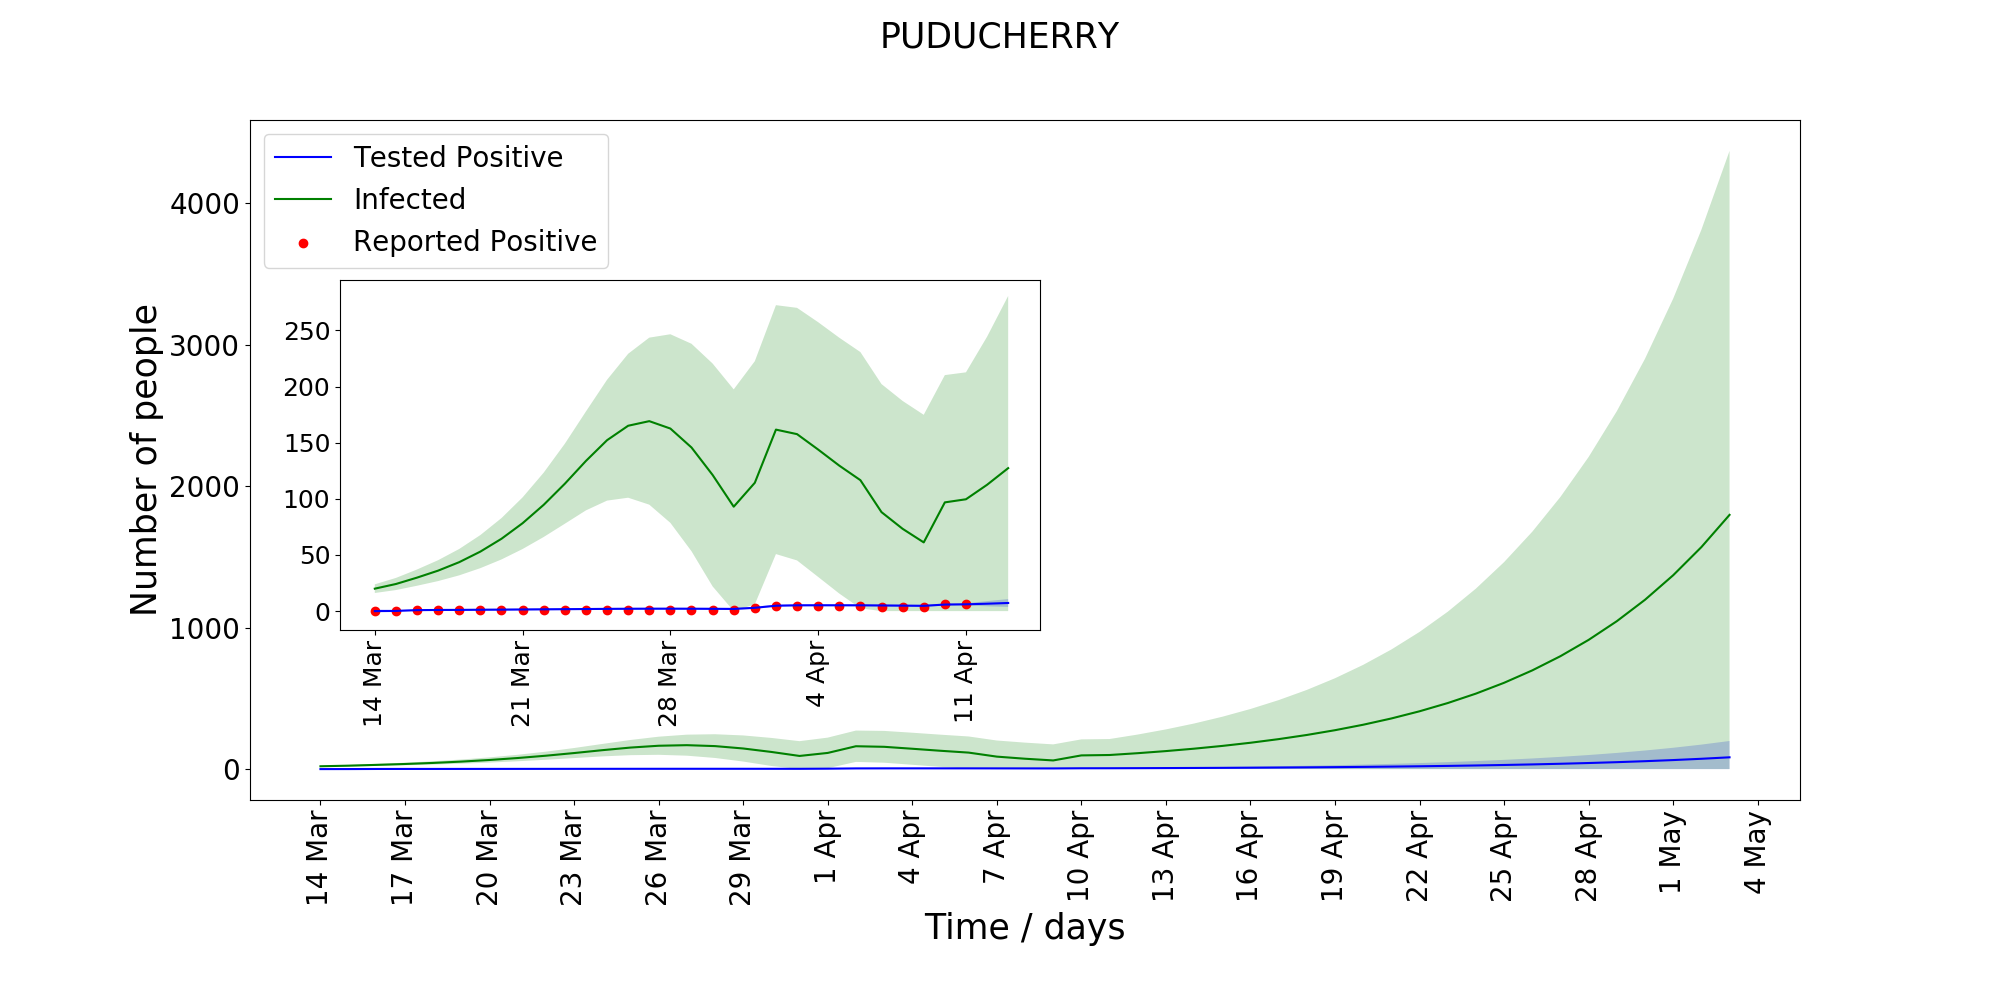 PUDUCHERRY
Tested Positive
Infected
Reported Positive
Number of people
4000
3000
2000
1000
0
250
200
150
100
50
0
14 Mar
21 Mar
28 Mar
4 Apr
11 Apr
14 Mar
17 Mar
20 Mar
23 Mar
26 Mar
29 Mar
1 Apr
4 Apr
7 Apr
10 Apr
13 Apr
16 Apr
19 Apr
22 Apr
25 Apr
28 Apr
1 May
4 May
Time / days